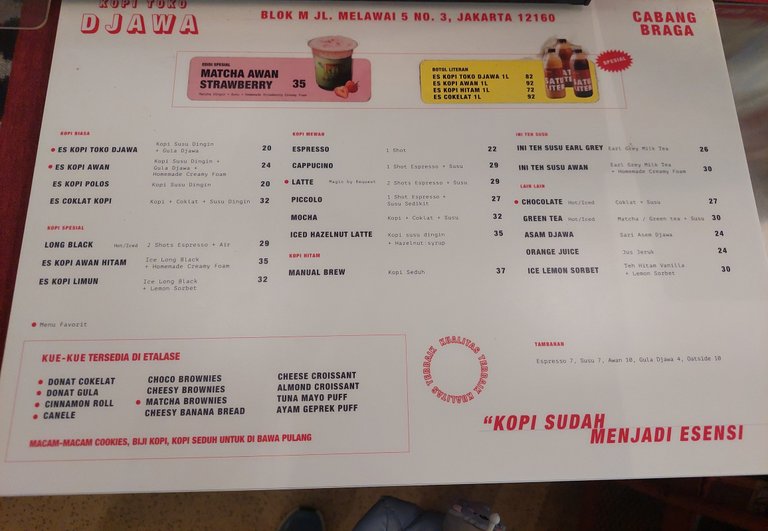 KOPI TOKO
DJAWA
BLOK M JL. MELAWAI 5 NO. 3, JAKARTA 12160
CABANG
BRAGA
EDISI SPESIAL
MATCHA AWAN
STRAWBERRY 35
BOTOL LITERAN
ES KOPI TOKO DJAWA 1L 82
ES KOPI AWAN 1L 92
ES KOPI HITAM 1L 72
ES COKELAT 1L 92
SPESIAL
KOPI BIASA
ES KOPI TOKO DJAWA Kopi Susu Dingin + Gula Djawa 20
ES KOPI AWAN Kopi Susu Dingin + Gula Djawa + Homemade Creamy Foam 24
ES KOPI POLOS Kopi Susu Dingin 20
ES COKLAT KOPI Kopi + Coklat + Susu Dingin 32
KOPI SPESIAL
LONG BLACK Hot/Iced 2 Shots Espresso + Air 29
ES KOPI AWAN HITAM Ice Long Black + Homemade Creamy Foam 35
ES KOPI LIMUN Ice Long Black + Lemon Sorbet 32
Menu Favorit
KOPI MEWAH
ESPRESSO 1 Shot 22
CAPPUCINO 1 Shot Espresso + Susu 29
LATTE Magin by Request 2 Shots Espresso + Susu 29
PICCOLO 1 Shot Espresso + Susu Sedikit 27
MOCHA Kopi + Coklat + Susu 32
ICED HAZELNUT LATTE Kopi susu dingin + Hazelnut syrup 35
KOPI HITAM
MANUAL BREW Kopi Seduh 37
INI TEH SUSU
INI TEH SUSU EARL GREY Earl Grey Milk Tea 26
INI TEH SUSU AWAN Earl Grey Milk Tea + Homemade Creamy Foam 30
LAIN LAIN
CHOCOLATE Hot/Iced Coklat + Susu 27
GREEN TEA Hot/Iced Matcha / Green tea + Susu 30
ASAM DJAWA Sari Asem Djawa 24
ORANGE JUICE Jus Jeruk 24
ICE LEMON SORBET Teh Hitam Vanilla + Lemon Sorbet 30
TAMBAHAN
Espresso 7, Susu 7, Awan 10, Gula Djawa 4, Oatside 10
KUE-KUE TERSEDIA DI ETALASE
DONAT COKELAT
DONAT GULA
CINNAMON ROLL
CANELE
CHOCO BROWNIES
CHEESY BROWNIES
MATCHA BROWNIES
CHEESY BANANA BREAD
CHEESE CROISSANT
ALMOND CROISSANT
TUNA MAYO PUFF
AYAM GEPREK PUFF
MACAM-MACAM COOKIES, BIJI KOPI, KOPI SEDUH UNTUK DI BAWA PULANG
KUALITAS TERBAIK KUALITAS TERBAIK
“KOPI SUDAH
MENJADI ESENSI